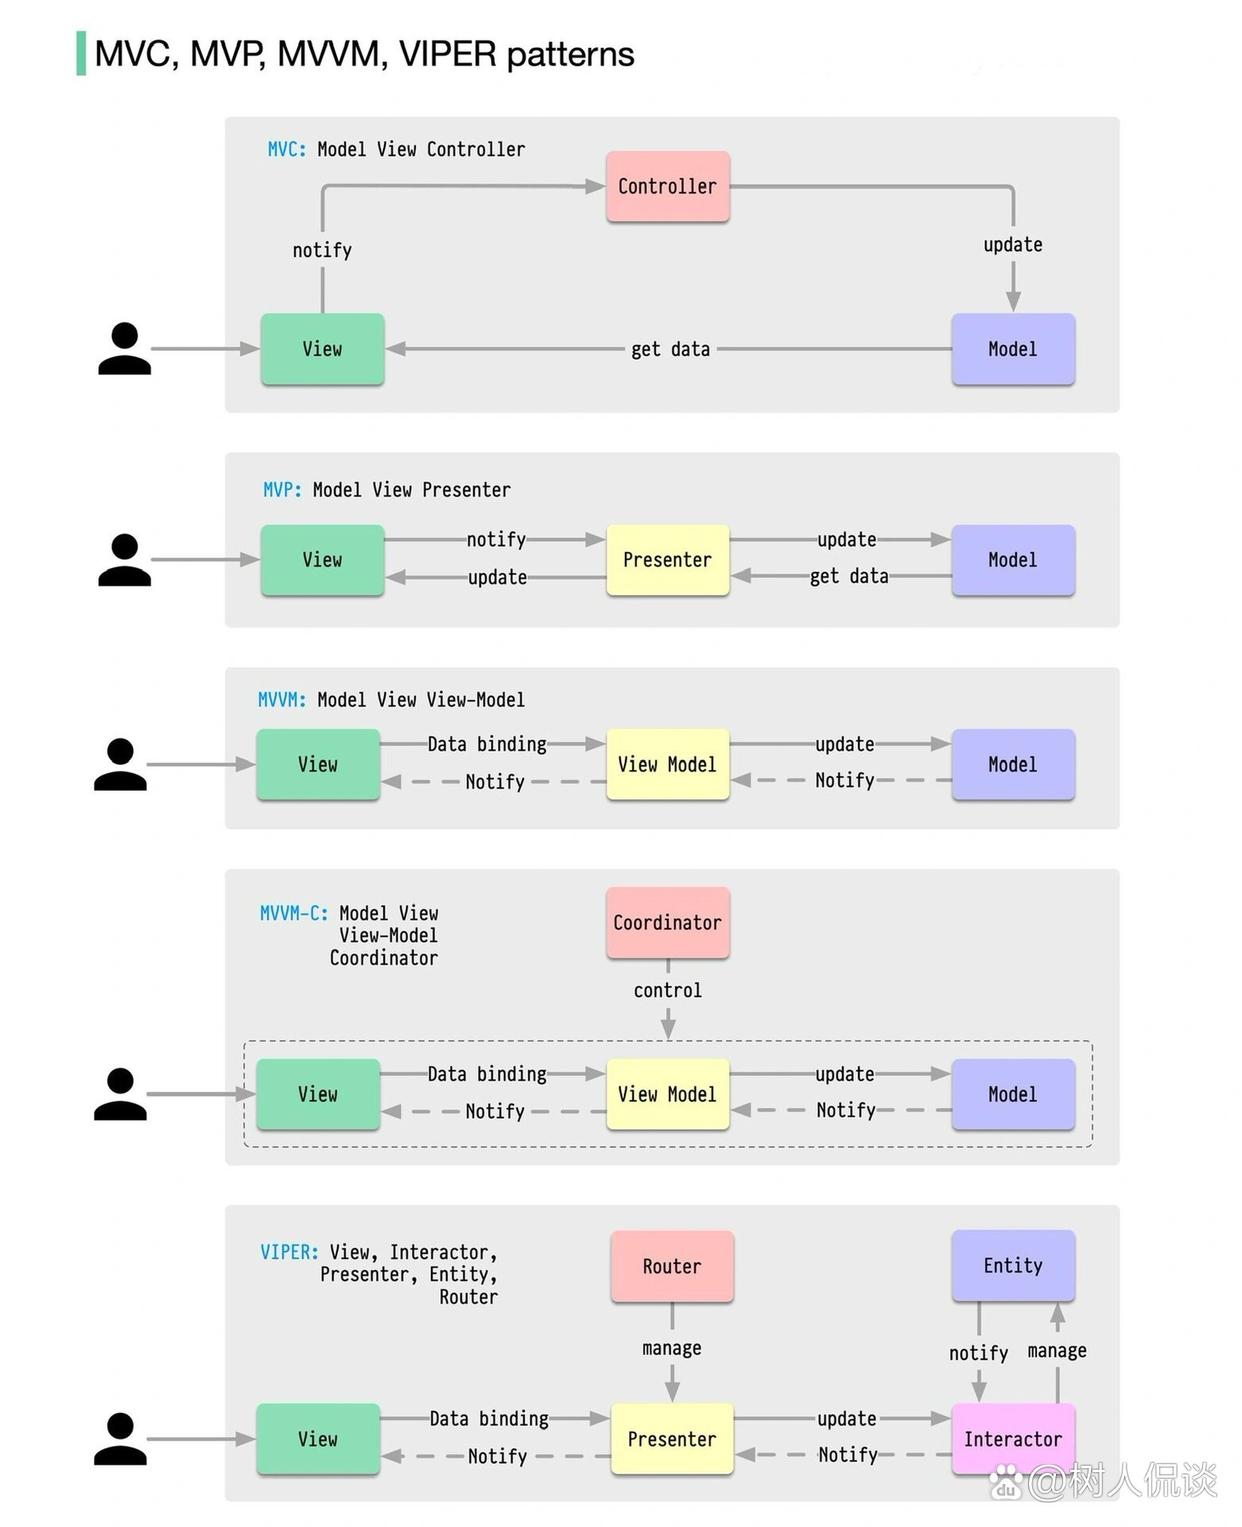 MVC, MVP, MVVM, VIPER patterns
MVC: Model View Controller
Controller
notify
update
View
get data
Model
MVP: Model View Presenter
View
notify
update
Presenter
update
get data
Model
MVVM: Model View View-Model
View
Data binding
Notify
View Model
update
Notify
Model
MVVM-C: Model View
View-Model
Coordinator
Coordinator
control
View
Data binding
Notify
View Model
update
Notify
Model
VIPER: View, Interactor,
Presenter, Entity,
Router
Router
Entity
manage
notify
manage
View
Data binding
Notify
Presenter
update
Notify
Interactor
du @树人侃谈